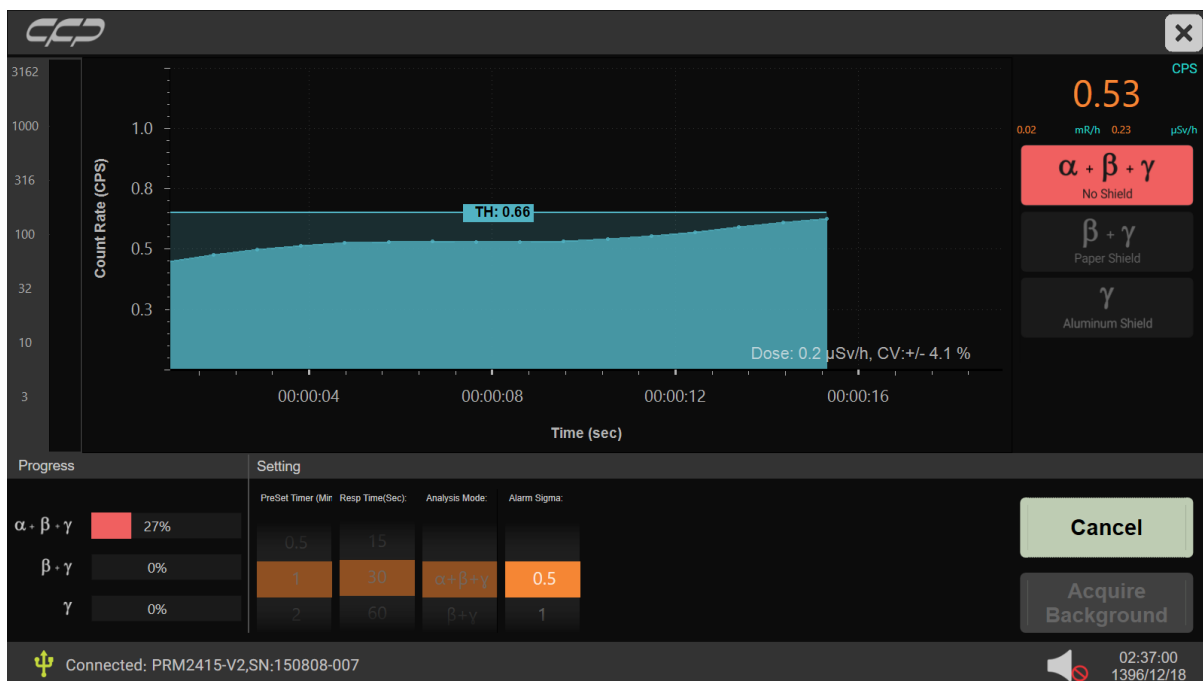 CPS
3162
1000
316
100
32
10
3
Count Rate (CPS)
1.0
0.8
0.5
0.3
TH: 0.66
Dose: 0.2 µSv/h, CV:+/- 4.1 %
00:00:04 00:00:08 00:00:12 00:00:16
Time (sec)
0.53
0.02 mR/h 0.23 µSv/h
α + β + γ
No Shield
β + γ
Paper Shield
γ
Aluminum Shield
Progress
α + β + γ 27%
β + γ 0%
γ 0%
Setting
PreSet Timer (Min Resp Time(Sec): Analysis Mode: Alarm Sigma:
0.5 15
1 30 α+β+γ 0.5
2 60 β+γ 1
Cancel
Acquire
Background
Connected: PRM2415-V2,SN:150808-007
02:37:00
1396/12/18